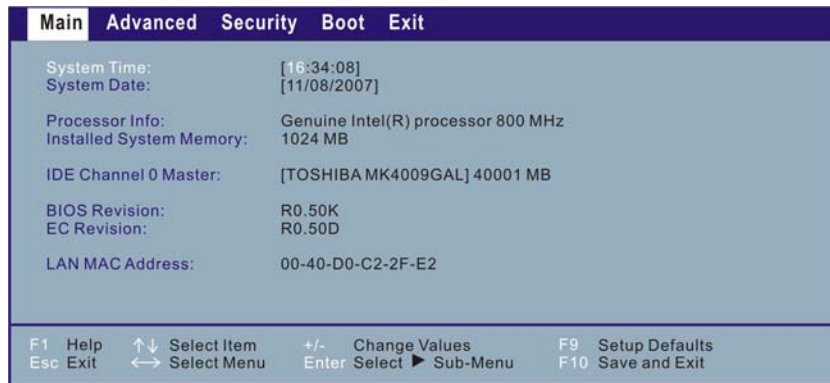 Main Advanced Security Boot Exit
System Time: [16:34:08]
System Date: [11/08/2007]
Processor Info: Genuine Intel(R) processor 800 MHz
Installed System Memory: 1024 MB
IDE Channel 0 Master: [TOSHIBA MK4009GAL] 40001 MB
BIOS Revision: R0.50K
EC Revision: R0.50D
LAN MAC Address: 00-40-D0-C2-2F-E2
F1 Help ↑↓ Select Item +/- Change Values F9 Setup Defaults
Esc Exit ↔ Select Menu Enter Select ▶ Sub-Menu F10 Save and Exit